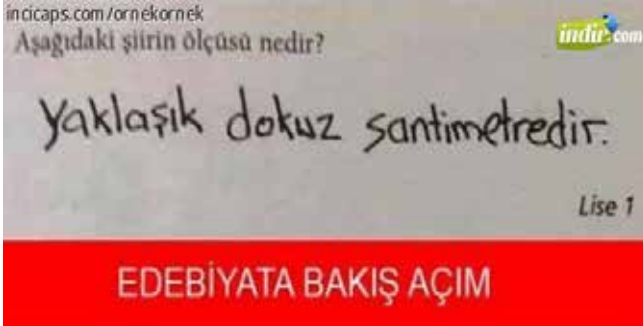 incicaps.com/ornekornek
indir.com
Aşağıdaki şiirin ölçüsü nedir?
Yaklaşık dokuz santimetredir.
Lise 1
EDEBİYATA BAKIŞ AÇIM